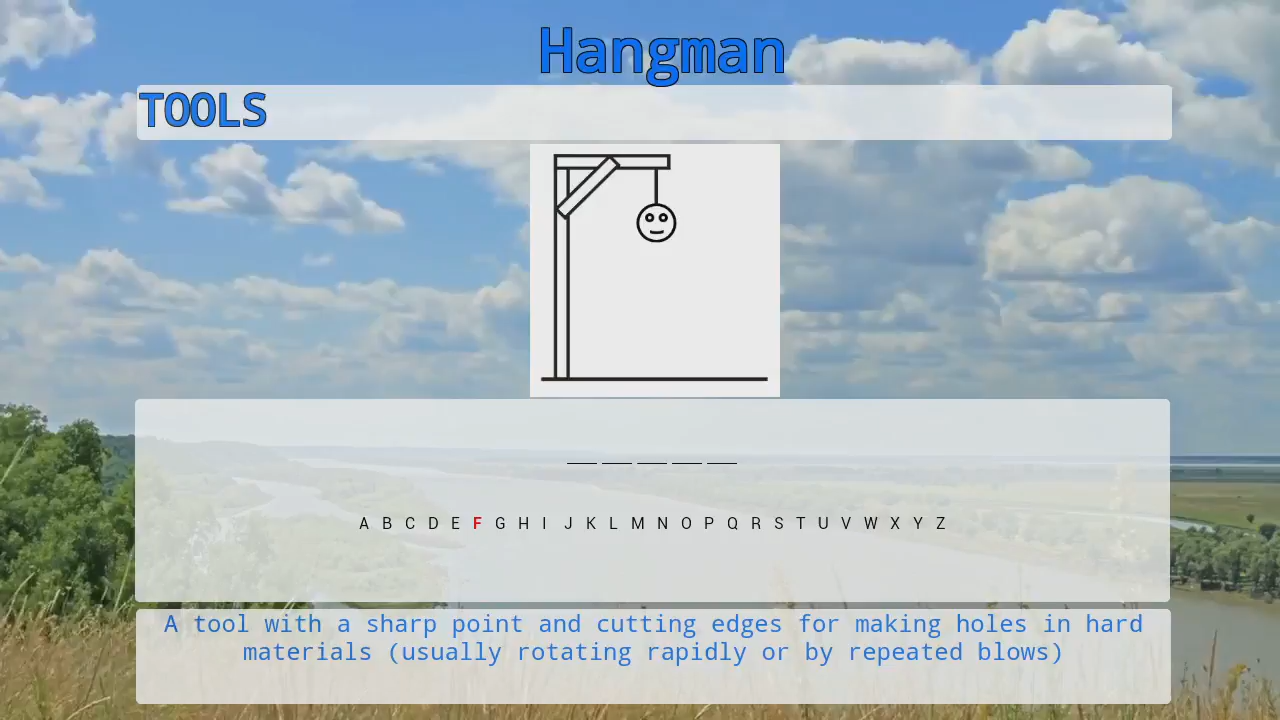 Hangman
TOOLS
_ _ _ _ _
A B C D E F G H I J K L M N O P Q R S T U V W X Y Z
A tool with a sharp point and cutting edges for making holes in hard
materials (usually rotating rapidly or by repeated blows)